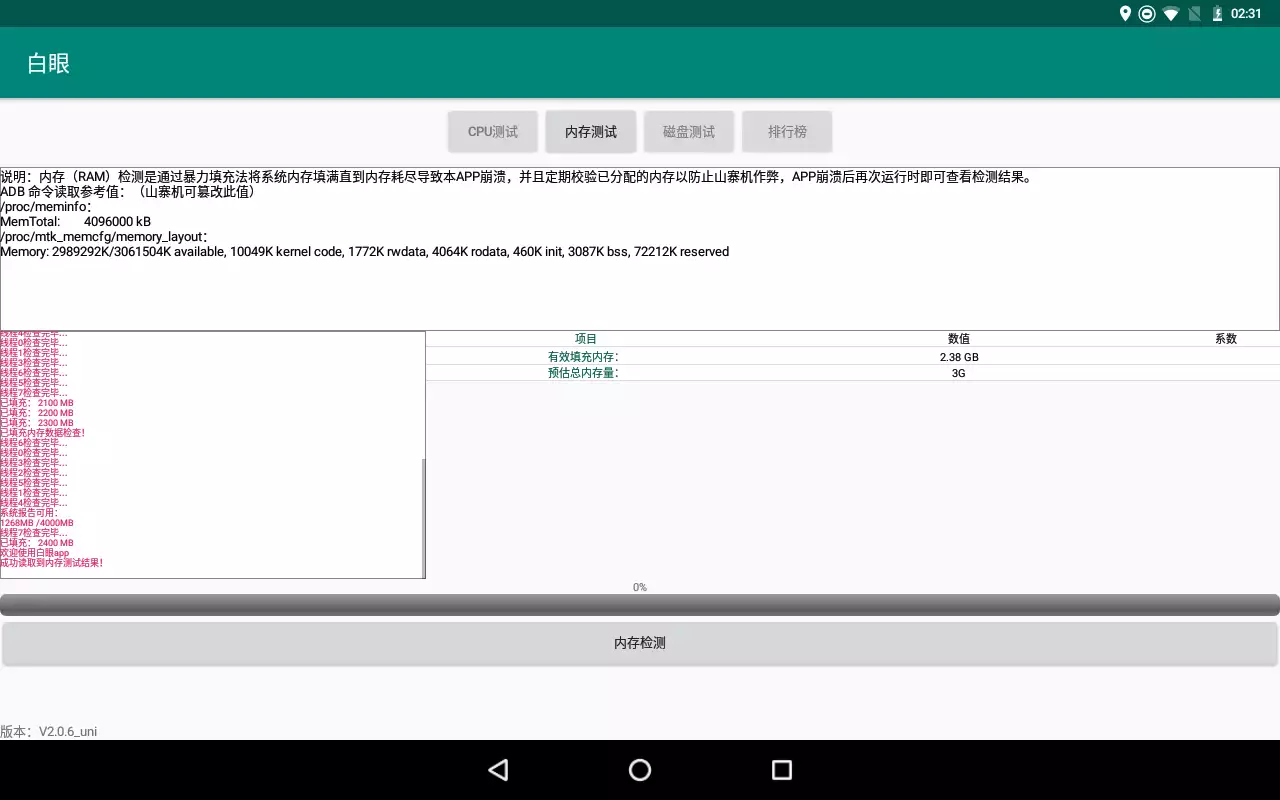 02:31
白眼
CPU测试
内存测试
磁盘测试
排行榜
说明：内存（RAM）检测是通过暴力填充法将系统内存填满直到内存耗尽导致本APP崩溃，并且定期校验已分配的内存以防止山寨机作弊，APP崩溃后再次运行时即可查看检测结果。
ADB 命令读取参考值：（山寨机可篡改此值）
/proc/meminfo：
MemTotal: 4096000 kB
/proc/mtk_memcfg/memory_layout：
Memory: 2989292K/3061504K available, 10049K kernel code, 1772K rwdata, 4064K rodata, 460K init, 3087K bss, 72212K reserved
线程4检查完毕...
线程0检查完毕...
线程1检查完毕...
线程3检查完毕...
线程6检查完毕...
线程5检查完毕...
线程7检查完毕...
已填充： 2100 MB
已填充： 2200 MB
已填充： 2300 MB
已填充内存数据检查！
线程6检查完毕...
线程0检查完毕...
线程3检查完毕...
线程2检查完毕...
线程5检查完毕...
线程1检查完毕...
线程4检查完毕...
系统报告可用：
1268MB /4000MB
线程7检查完毕...
已填充： 2400 MB
欢迎使用白眼app
成功读取到内存测试结果！
项目 数值 系数
有效填充内存： 2.38 GB
预估总内存量： 3G
0%
内存检测
版本：V2.0.6_uni